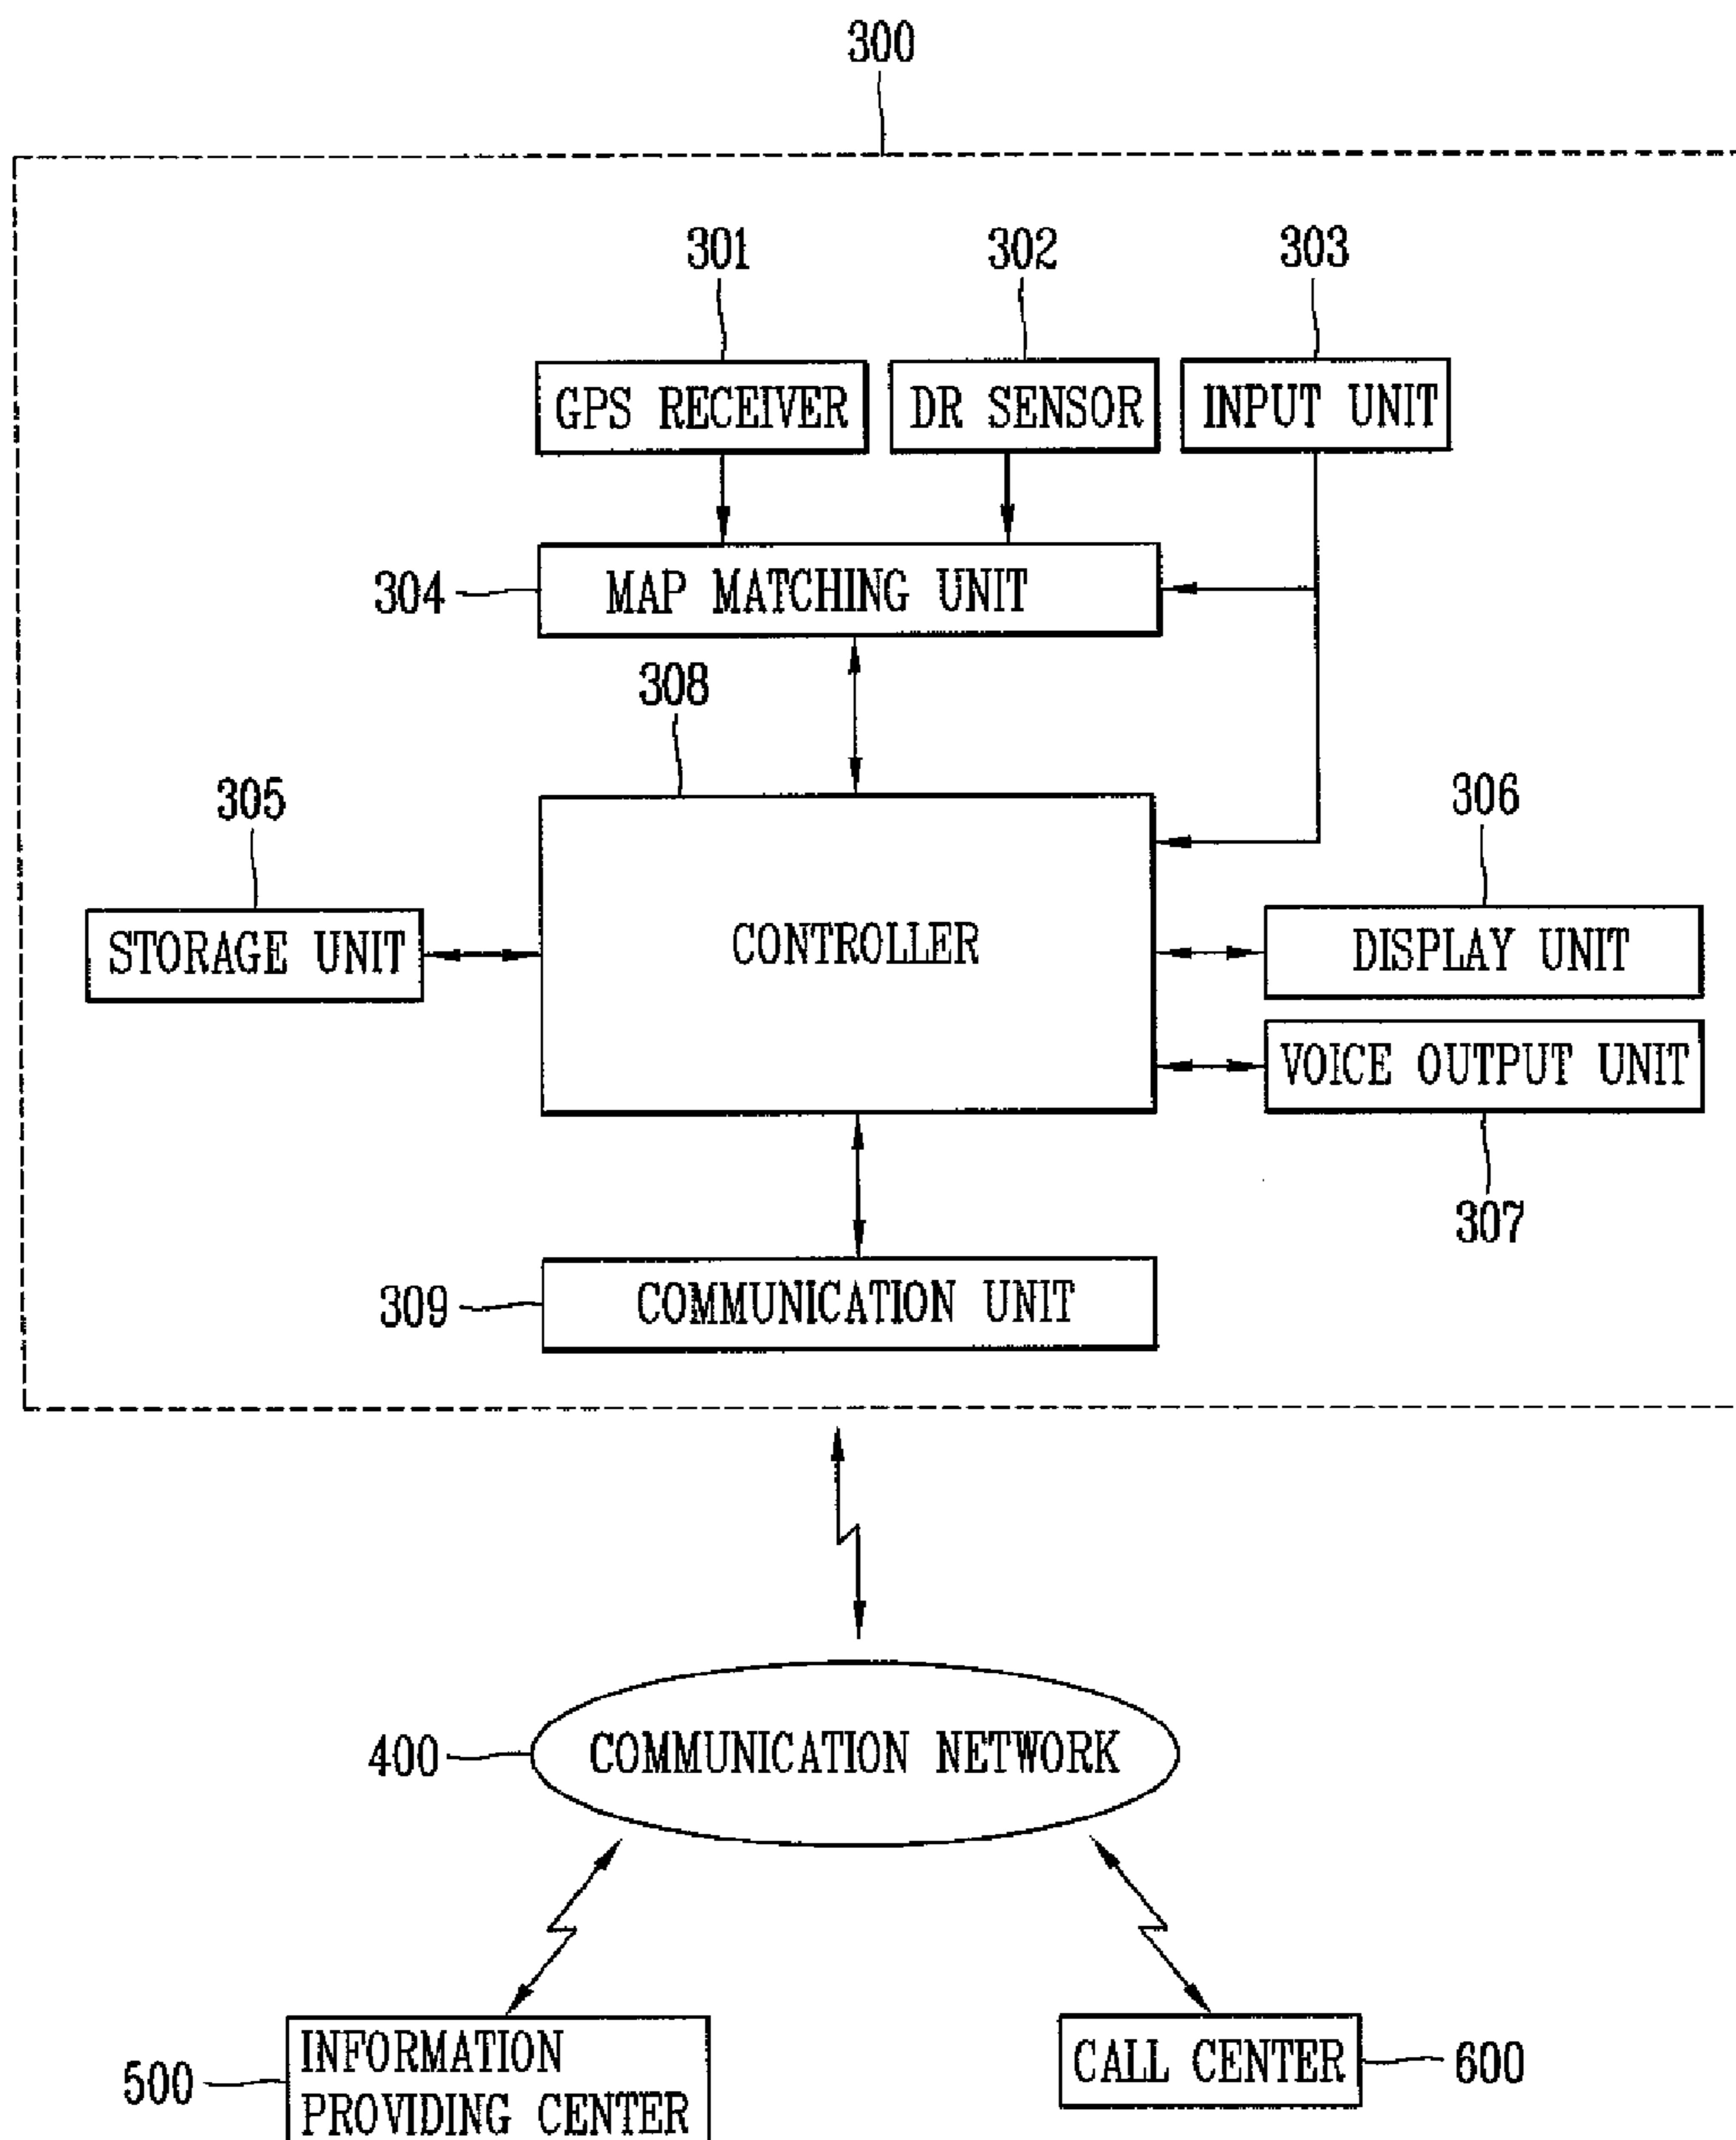 300
301
302
303
GPS RECEIVER
DR SENSOR
INPUT UNIT
304
MAP MATCHING UNIT
308
305
306
STORAGE UNIT
CONTROLLER
DISPLAY UNIT
VOICE OUTPUT UNIT
307
309
COMMUNICATION UNIT
400
COMMUNICATION NETWORK
500
INFORMATION
PROVIDING CENTER
CALL CENTER
600